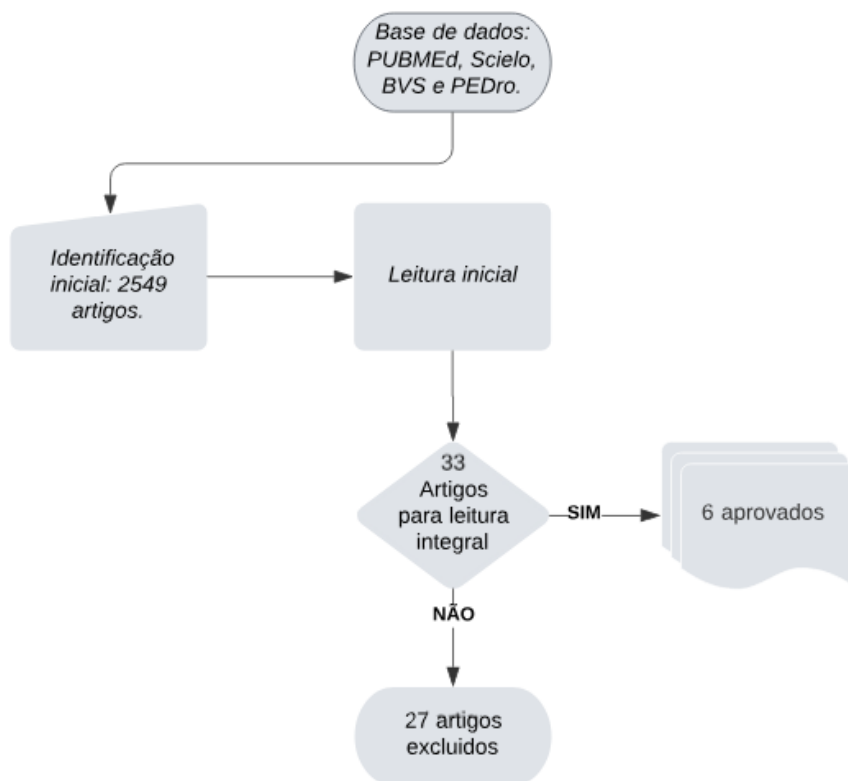 Base de dados:
PUBMEd, Scielo,
BVS e PEDro.
Identificação
inicial: 2549
artigos.
Leitura inicial
33
Artigos
para leitura
integral
SIM
6 aprovados
NÃO
27 artigos
excluidos